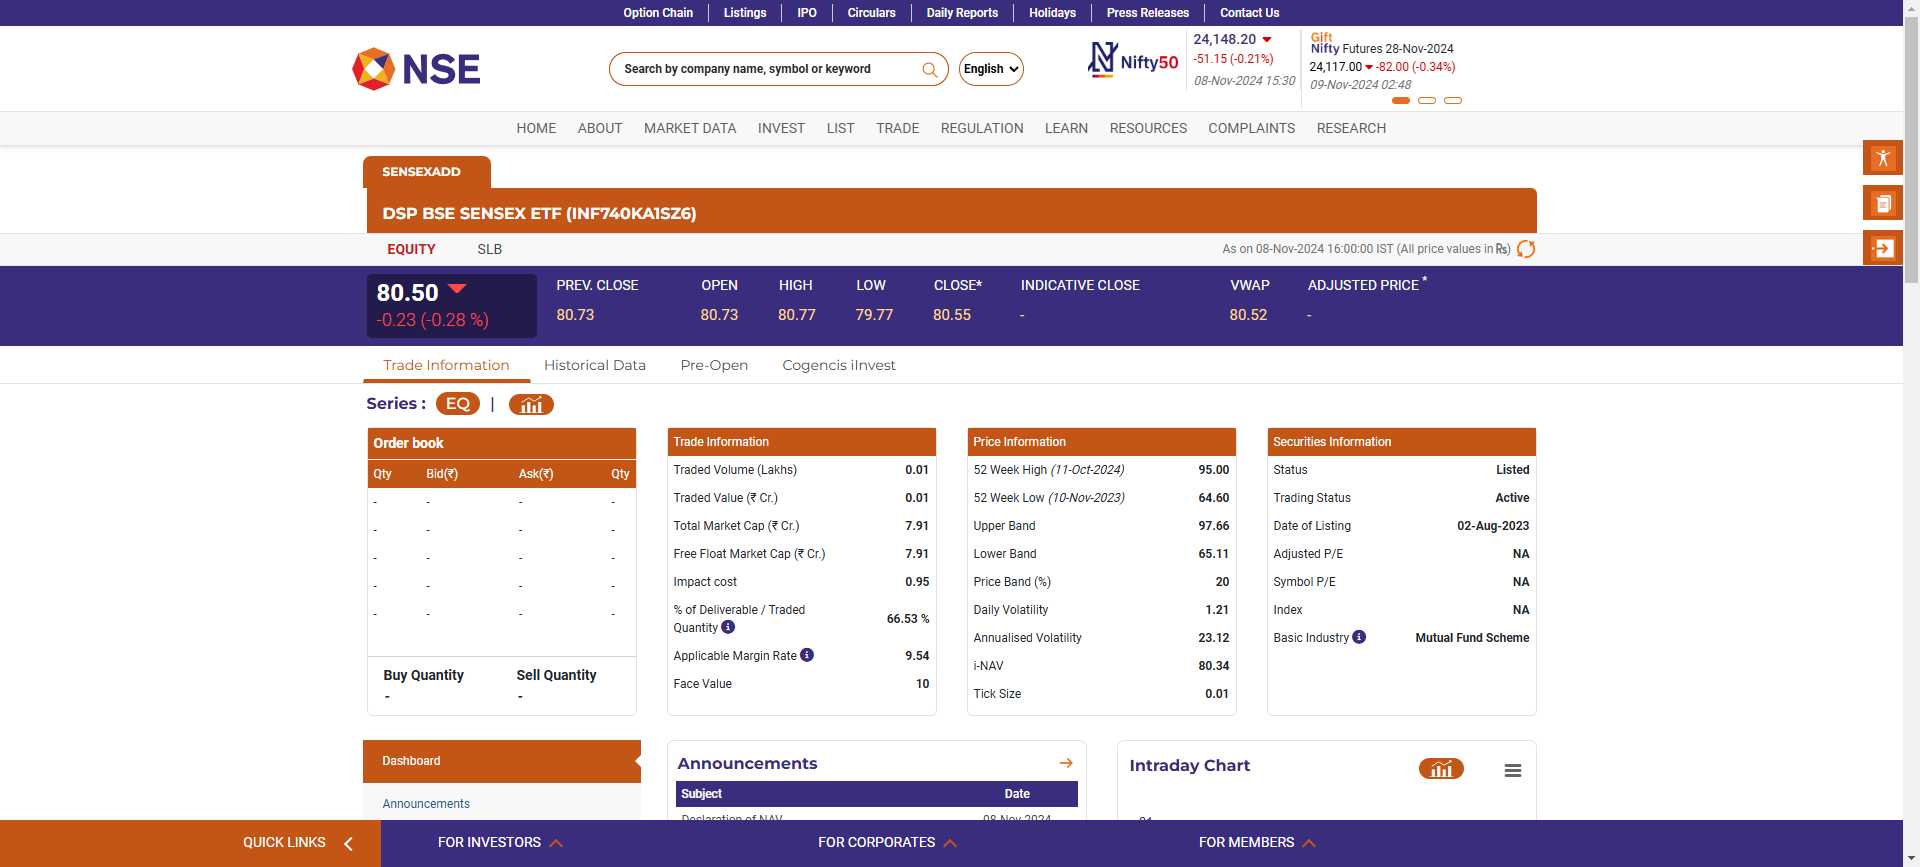 Option Chain
Listings
IPO
Circulars
Daily Reports
Holidays
Press Releases
Contact Us
NSE
Search by company name, symbol or keyword
English
Nifty50
24,148.20
-51.15 (-0.21%)
08-Nov-2024 15:30
Gift
Nifty Futures 28-Nov-2024
24,117.00 -82.00 (-0.34%)
09-Nov-2024 02:48
HOME
ABOUT
MARKET DATA
INVEST
LIST
TRADE
REGULATION
LEARN
RESOURCES
COMPLAINTS
RESEARCH
SENSEXADD
DSP BSE SENSEX ETF (INF740KA1SZ6)
EQUITY
SLB
As on 08-Nov-2024 16:00:00 IST (All price values in ₨)
80.50
-0.23 (-0.28 %)
PREV. CLOSE
OPEN
HIGH
LOW
CLOSE*
INDICATIVE CLOSE
VWAP
ADJUSTED PRICE *
80.73
80.73
80.77
79.77
80.55
-
80.52
-
Trade Information
Historical Data
Pre-Open
Cogencis iInvest
Series : EQ |
Order book
Qty Bid(₹) Ask(₹) Qty
- - - -
- - - -
- - - -
- - - -
- - - -
Buy Quantity Sell Quantity
- -
Trade Information
Traded Volume (Lakhs) 0.01
Traded Value (₹ Cr.) 0.01
Total Market Cap (₹ Cr.) 7.91
Free Float Market Cap (₹ Cr.) 7.91
Impact cost 0.95
% of Deliverable / Traded
Quantity 66.53 %
Applicable Margin Rate 9.54
Face Value 10
Price Information
52 Week High (11-Oct-2024) 95.00
52 Week Low (10-Nov-2023) 64.60
Upper Band 97.66
Lower Band 65.11
Price Band (%) 20
Daily Volatility 1.21
Annualised Volatility 23.12
i-NAV 80.34
Tick Size 0.01
Securities Information
Status Listed
Trading Status Active
Date of Listing 02-Aug-2023
Adjusted P/E NA
Symbol P/E NA
Index NA
Basic Industry Mutual Fund Scheme
Dashboard
Announcements
Announcements
Subject Date
Declaration of NAV 08-Nov-2024
Intraday Chart
QUICK LINKS
FOR INVESTORS
FOR CORPORATES
FOR MEMBERS